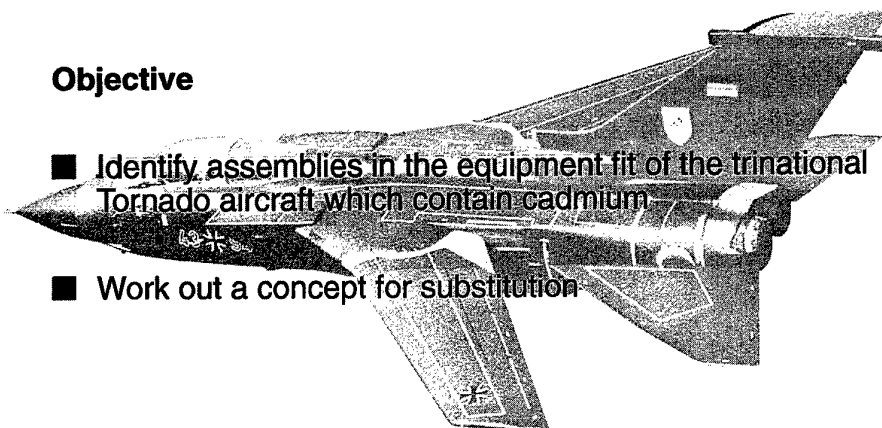 Objective
■ Identify assemblies in the equipment fit of the trinational
Tornado aircraft which contain cadmium
■ Work out a concept for substitution